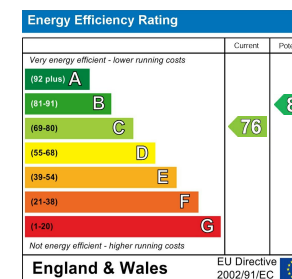 Energy Efficiency Rating
Current
Very energy efficient - lower running costs
(92 plus) A
(81-91) B
(69-80) C
76
(55-68) D
(39-54) E
(21-38) F
(1-20) G
Not energy efficient - higher running costs
England & Wales
EU Directive
2002/91/EC